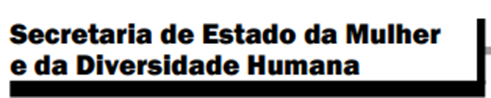 Secretaria de Estado da Mulher
e da Diversidade Humana